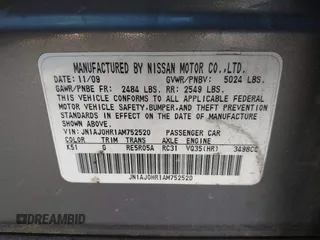 MANUFACTURED BY NISSAN MOTOR CO.,LTD.
DATE: 11/09 GVWR/PNBV: 5024 LBS.
GAWR/PNBE FR: 2484 LBS. RR: 2549 LBS.
THIS VEHICLE CONFORMS TO ALL APPLICABLE
FEDERAL MOTOR VEHICLE SAFETY,BUMPER,AND
THEFT PREVENTION STANDARDS IN EFFECT ON
THE DATE OF MANUFACTURE SHOWN ABOVE.
VIN: JN1AJ0HR1AM752520 PASSENGER CAR
COLOR TRIM TRANS AXLE ENGINE
K51 G RE5R05A RC31 VQ35(HR) 3498CC
JN1AJ0HR1AM752520